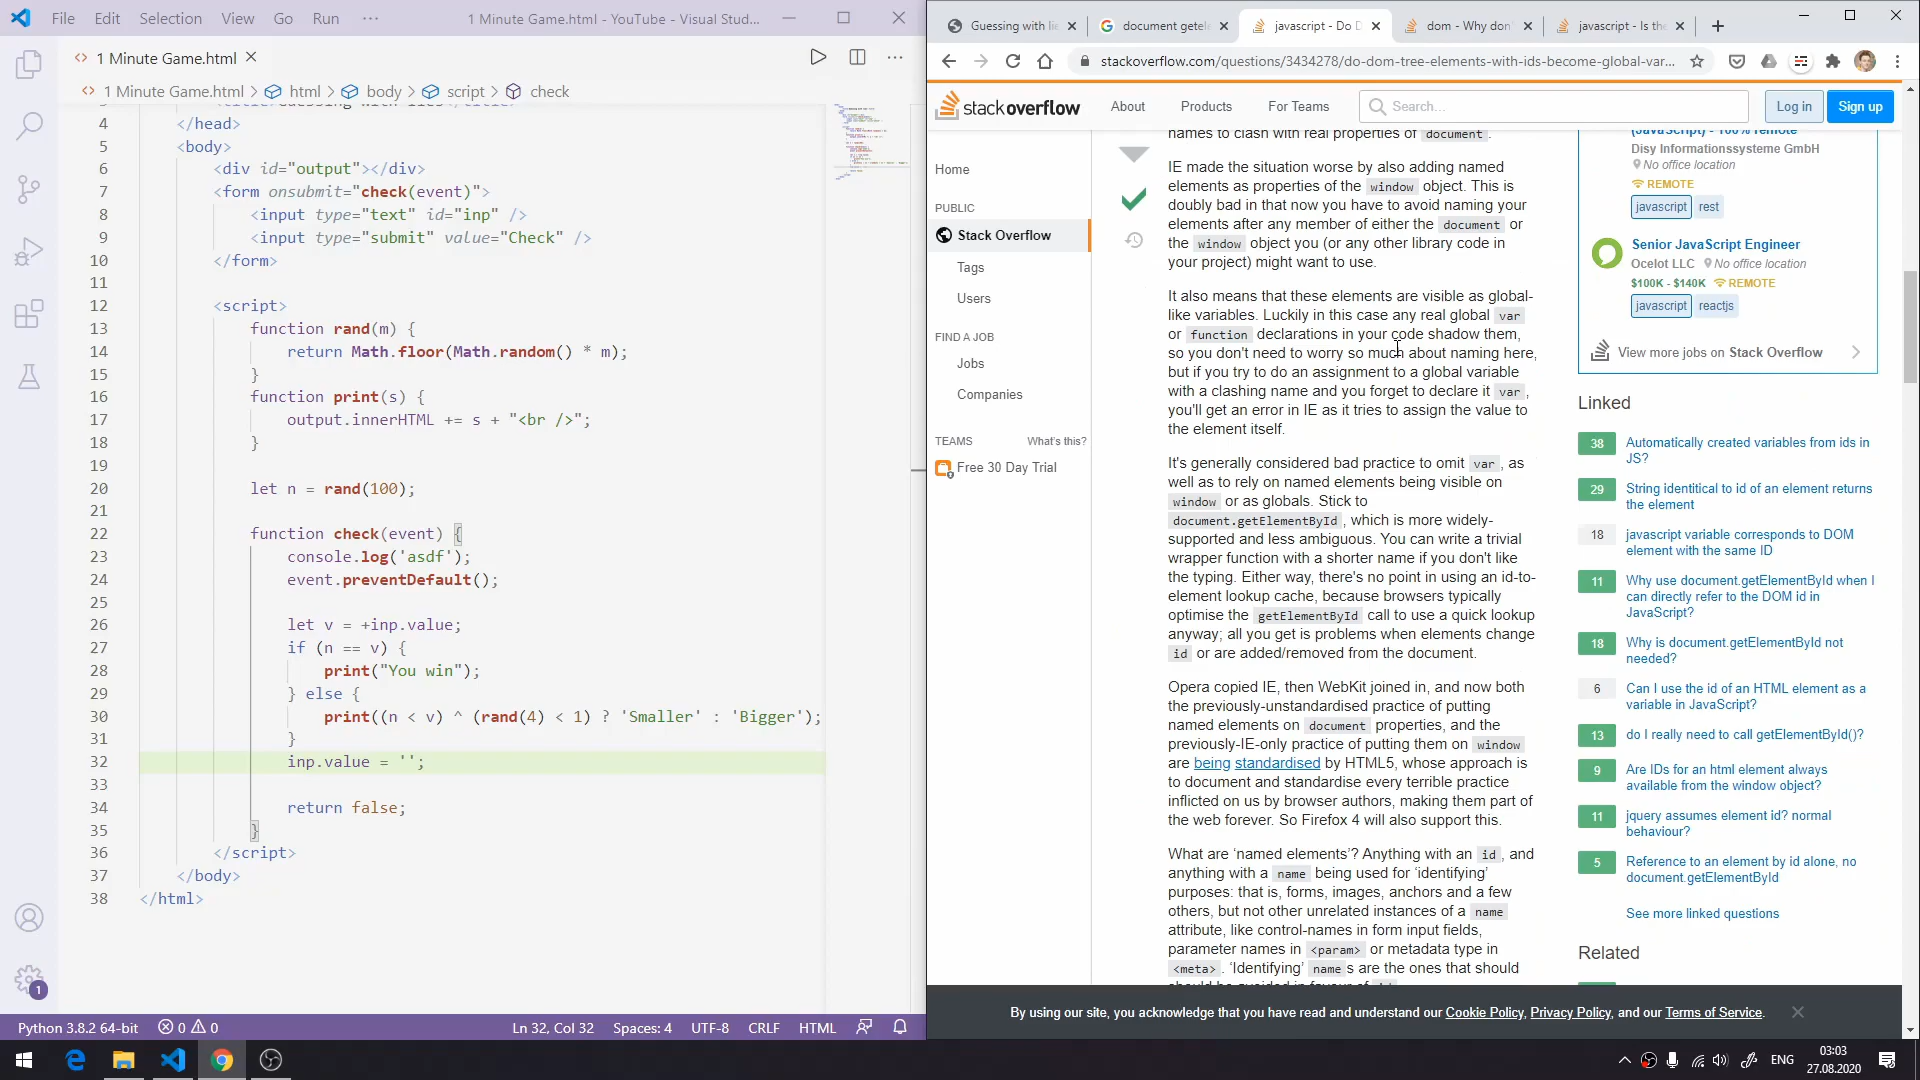 File Edit Selection View Go Run ··· 1 Minute Game.html - YouTube - Visual Stud...
1 Minute Game.html
1 Minute Game.html > html > body > script > check
4 </head>
5 <body>
6 <div id="output"></div>
7 <form onsubmit="check(event)">
8 <input type="text" id="inp" />
9 <input type="submit" value="Check" />
10 </form>
11
12 <script>
13 function rand(m) {
14 return Math.floor(Math.random() * m);
15 }
16 function print(s) {
17 output.innerHTML += s + "<br />";
18 }
19
20 let n = rand(100);
21
22 function check(event) {
23 console.log('asdf');
24 event.preventDefault();
25
26 let v = +inp.value;
27 if (n == v) {
28 print("You win");
29 } else {
30 print((n < v) ^ (rand(4) < 1) ? 'Smaller' : 'Bigger');
31 }
32 inp.value = '';
33
34 return false;
35 }
36 </script>
37 </body>
38 </html>
1
Python 3.8.2 64-bit 0 0 Ln 32, Col 32 Spaces: 4 UTF-8 CRLF HTML
Guessing with lie
document getele
javascript - Do D
dom - Why don'
javascript - Is the
stackoverflow.com/questions/3434278/do-dom-tree-elements-with-ids-become-global-var...
stackoverflow About Products For Teams Search... Log in Sign up
Home
PUBLIC
Stack Overflow
Tags
Users
FIND A JOB
Jobs
Companies
TEAMS What's this?
Free 30 Day Trial
names to clash with real properties of document.
IE made the situation worse by also adding named
elements as properties of the window object. This is
doubly bad in that now you have to avoid naming your
elements after any member of either the document or
the window object you (or any other library code in
your project) might want to use.
It also means that these elements are visible as global-
like variables. Luckily in this case any real global var
or function declarations in your code shadow them,
so you don't need to worry so much about naming here,
but if you try to do an assignment to a global variable
with a clashing name and you forget to declare it var,
you'll get an error in IE as it tries to assign the value to
the element itself.
It's generally considered bad practice to omit var, as
well as to rely on named elements being visible on
window or as globals. Stick to
document.getElementById, which is more widely-
supported and less ambiguous. You can write a trivial
wrapper function with a shorter name if you don't like
the typing. Either way, there's no point in using an id-to-
element lookup cache, because browsers typically
optimise the getElementById call to use a quick lookup
anyway; all you get is problems when elements change
id or are added/removed from the document.
Opera copied IE, then WebKit joined in, and now both
the previously-unstandardised practice of putting
named elements on document properties, and the
previously-IE-only practice of putting them on window
are being standardised by HTML5, whose approach is
to document and standardise every terrible practice
inflicted on us by browser authors, making them part of
the web forever. So Firefox 4 will also support this.
What are ‘named elements’? Anything with an id, and
anything with a name being used for ‘identifying’
purposes: that is, forms, images, anchors and a few
others, but not other unrelated instances of a name
attribute, like control-names in form input fields,
parameter names in <param> or metadata type in
<meta>. ‘Identifying’ names are the ones that should
(JavaScript) - 100% remote
Disy Informationssysteme GmbH
No office location
REMOTE
javascript rest
Senior JavaScript Engineer
Ocelot LLC No office location
$100K - $140K REMOTE
javascript reactjs
View more jobs on Stack Overflow
Linked
38 Automatically created variables from ids in
JS?
29 String identitical to id of an element returns
the element
18 javascript variable corresponds to DOM
element with the same ID
11 Why use document.getElementById when I
can directly refer to the DOM id in
JavaScript?
18 Why is document.getElementById not
needed?
6 Can I use the id of an HTML element as a
variable in JavaScript?
13 do I really need to call getElementById()?
9 Are IDs for an html element always
available from the window object?
11 jquery assumes element id? normal
behaviour?
5 Reference to an element by id alone, no
document.getElementById
See more linked questions
Related
By using our site, you acknowledge that you have read and understand our Cookie Policy, Privacy Policy, and our Terms of Service.
ENG
03:03
27.08.2020